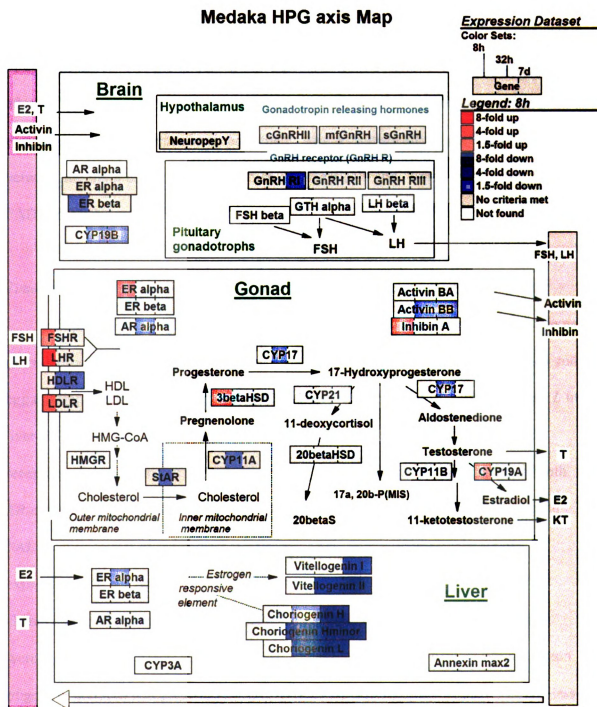 Medaka HPG axis Map
Expression Dataset
Color Sets:
8h
32h
7d
Gene
Legend: 8h
8-fold up
4-fold up
1.5-fold up
8-fold down
4-fold down
1.5-fold down
No criteria met
Not found
Brain
E2, T
Activin
Inhibin
Hypothalamus
Gonadotropin releasing hormones
NeuropepY
cGnRHII
mfGnRH
sGnRH
GnRH receptor (GnRH R)
GnRH RI
GnRH RII
GnRH RIII
AR alpha
ER alpha
ER beta
CYP19B
FSH beta
GTH alpha
LH beta
Pituitary
gonadotrophs
FSH
LH
FSH, LH
Gonad
ER alpha
ER beta
AR alpha
Activin BA
Activin BB
Inhibin A
Activin
Inhibin
FSH
LH
FSHR
LHR
HDLR
LDLR
HDL
LDL
HMG-CoA
HMGR
Cholesterol
Outer mitochondrial
membrane
StAR
Progesterone
3betaHSD
Pregnenolone
CYP11A
Cholesterol
Inner mitochondrial
membrane
CYP17
17-Hydroxyprogesterone
CYP21
11-deoxycortisol
20betaHSD
20betaS
17a, 20b-P(MIS)
CYP17
Aldostenedione
Testosterone
T
CYP11B
CYP19A
Estradiol
E2
11-ketotestosterone
KT
E2
T
ER alpha
ER beta
AR alpha
CYP3A
Estrogen
responsive
element
Vitellogenin I
Vitellogenin II
Choriogenin H
Choriogenin Hminor
Choriogenin L
Liver
Annexin max2